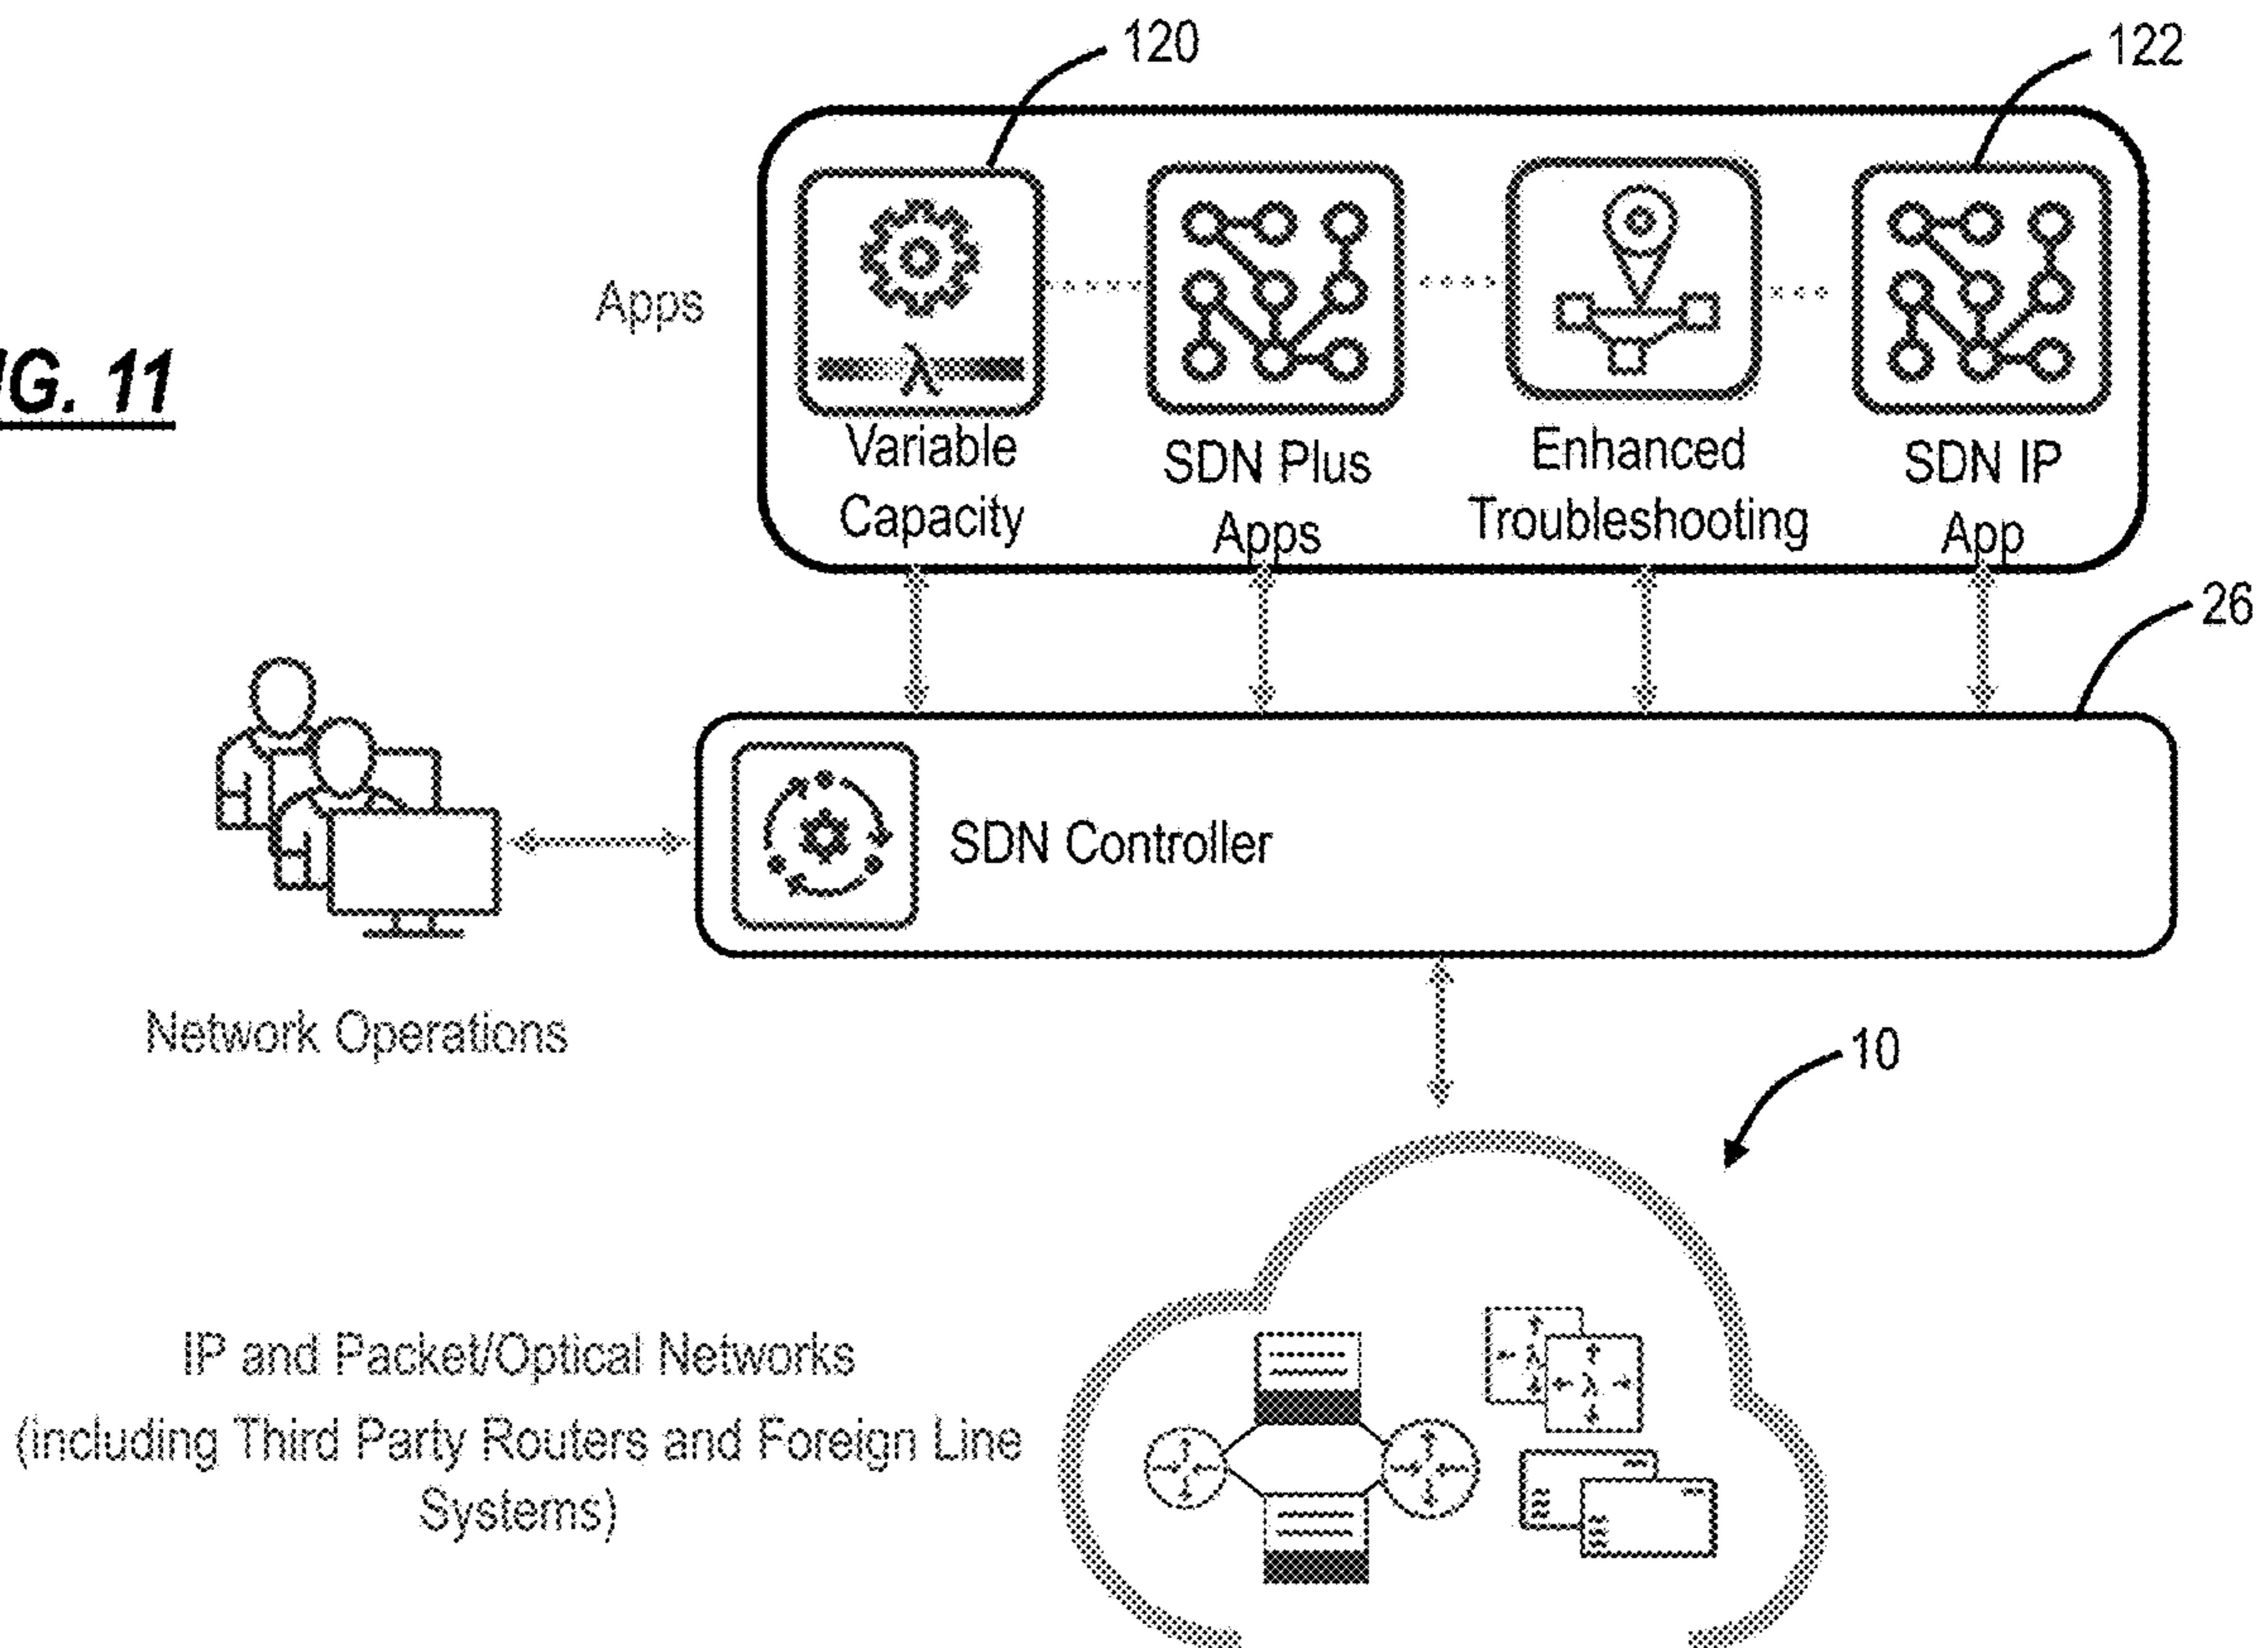 120
122
Apps
IG. 11
λ
Variable
Capacity
SDN Plus
Apps
Enhanced
Troubleshooting
SDN IP
App
26
SDN Controller
Network Operations
10
IP and Packet/Optical Networks
(including Third Party Routers and Foreign Line
Systems)
λ